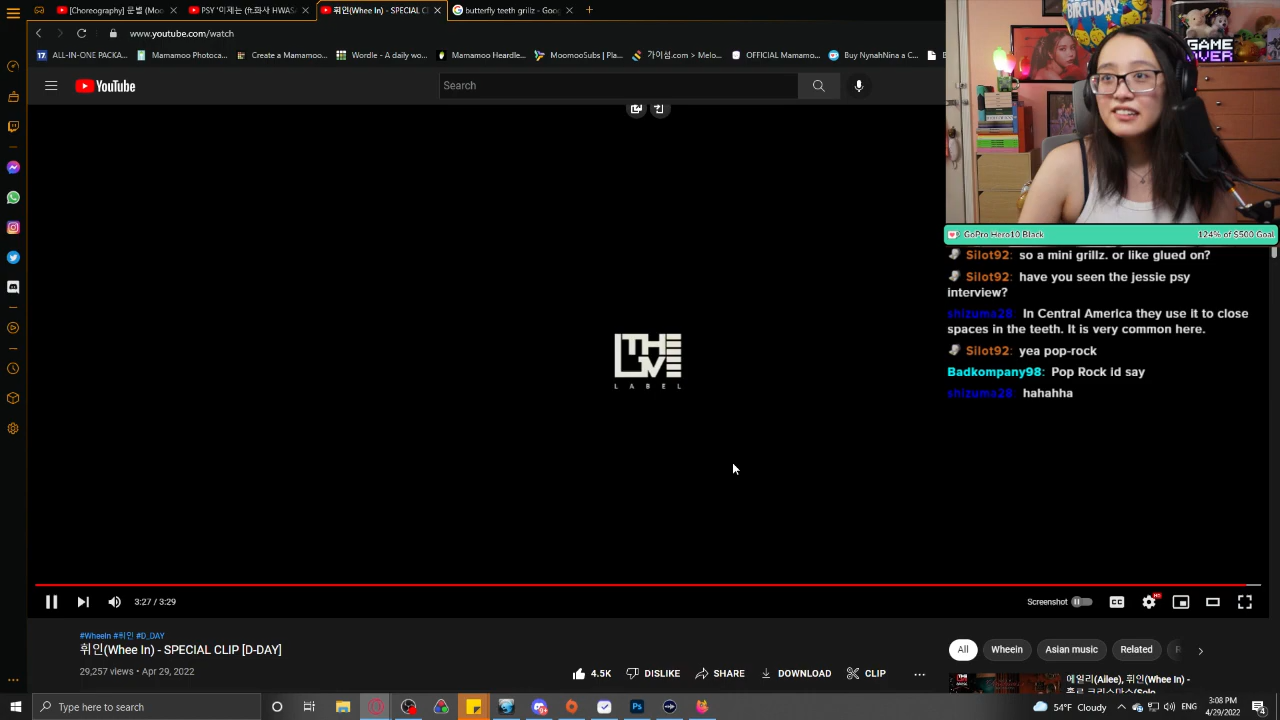 [Choreography] 문별 (Moo
PSY '이제는 (ft.화사 HWAS
휘인(Whee In) - SPECIAL C
butterfly teeth grillz - Goo
www.youtube.com/watch
ALL-IN-ONE PACKA...
Mamamoo Photocar...
Create a Mamamoo...
Wordle - A daily wo...
Mamamoo Heardle
MoomooSubs | Pla...
가이섬.com > Melo...
OFFICIAL Mamamo...
Buy NynahNina a C...
YouTube
Search
BIRTHDAY
GAME
OVER
GoPro Hero10 Black
124% of $500 Goal
Silot92: so a mini grillz. or like glued on?
Silot92: have you seen the jessie psy
interview?
shizuma28: In Central America they use it to close
spaces in the teeth. It is very common here.
Silot92: yea pop-rock
Badkompany98: Pop Rock id say
shizuma28: hahahha
THE
LIVE
LABEL
3:27 / 3:29
Screenshot
CC
HD
#WheeIn #휘인 #D_DAY
휘인(Whee In) - SPECIAL CLIP [D-DAY]
29,257 views • Apr 29, 2022
4.5K
DISLIKE
SHARE
DOWNLOAD
CLIP
All
Wheein
Asian music
Related
에일리(Ailee), 휘인(Whee In) -
Type here to search
54°F Cloudy
ENG
3:08 PM
4/29/2022